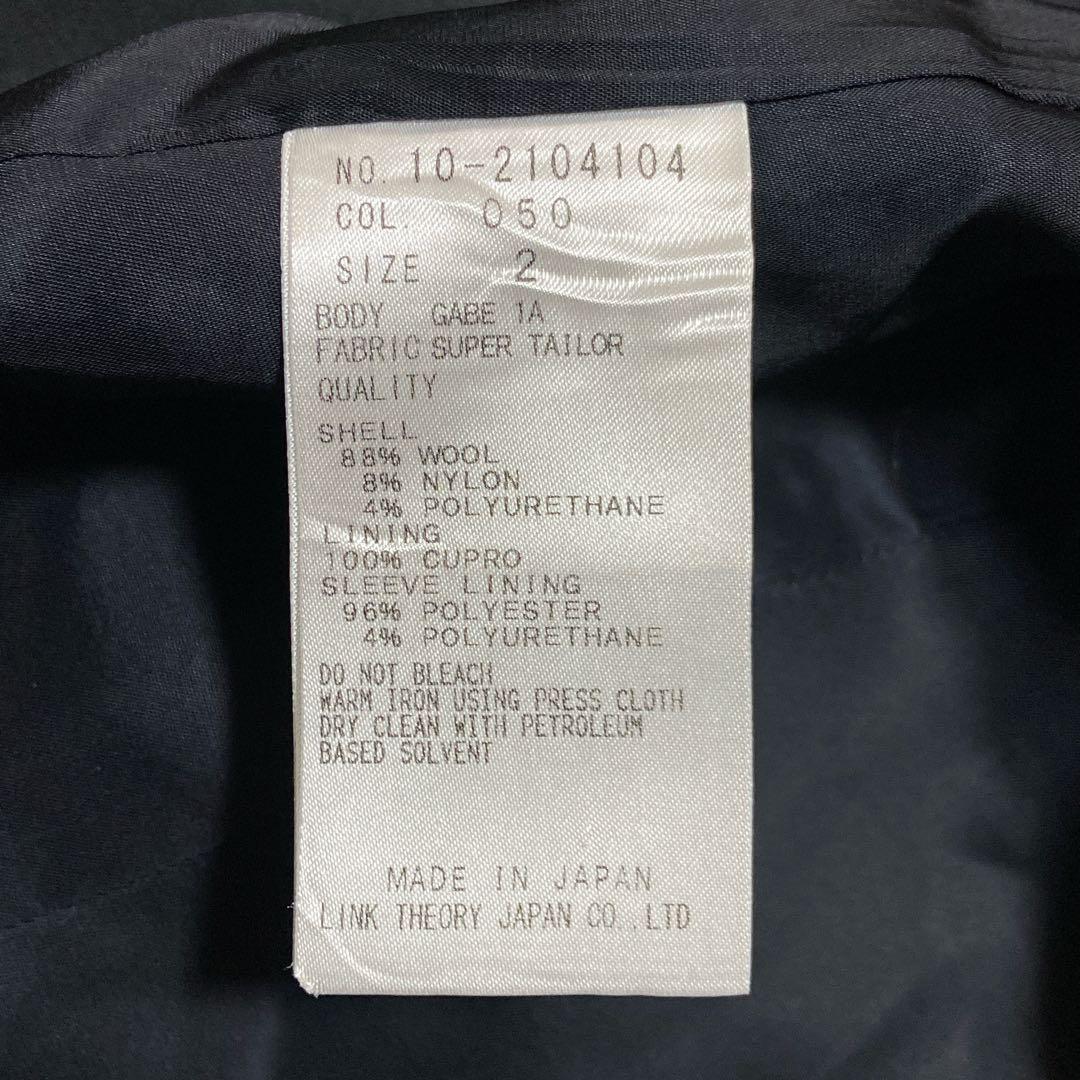 NO. 10-2104104
COL. 050
SIZE 2
BODY GABE 1A
FABRIC SUPER TAILOR
QUALITY
SHELL
88% WOOL
8% NYLON
4% POLYURETHANE
LINING
100% CUPRO
SLEEVE LINING
96% POLYESTER
4% POLYURETHANE
DO NOT BLEACH
WARM IRON USING PRESS CLOTH
DRY CLEAN WITH PETROLEUM
BASED SOLVENT
MADE IN JAPAN
LINK THEORY JAPAN CO.,LTD